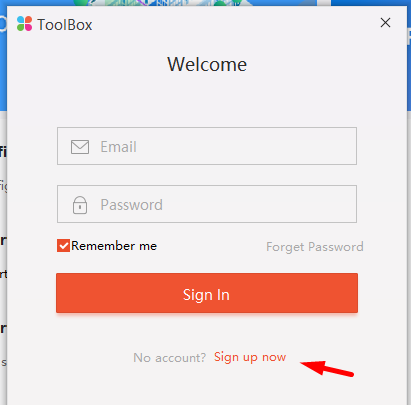 ToolBox
Welcome
Email
Password
Remember me
Forget Password
Sign In
No account? Sign up now